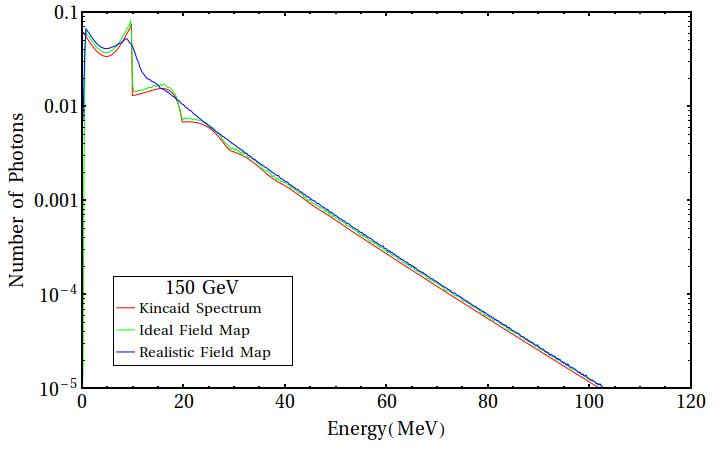 0.1
0.01
0.001
10−4
10−5
Number of Photons
150 GeV
Kincaid Spectrum
Ideal Field Map
Realistic Field Map
0 20 40 60 80 100 120
Energy(MeV)